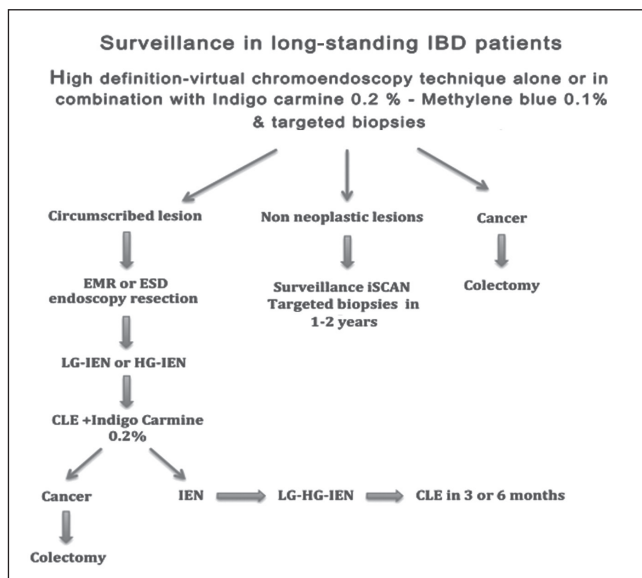 Surveillance in long-standing IBD patients
High definition-virtual chromoendoscopy technique alone or in
combination with Indigo carmine 0.2 % - Methylene blue 0.1%
& targeted biopsies
Circumscribed lesion
Non neoplastic lesions
Cancer
EMR or ESD
endoscopy resection
Surveillance iSCAN
Targeted biopsies in
1-2 years
Colectomy
LG-IEN or HG-IEN
CLE +Indigo Carmine
0.2%
Cancer
IEN
LG-HG-IEN
CLE in 3 or 6 months
Colectomy